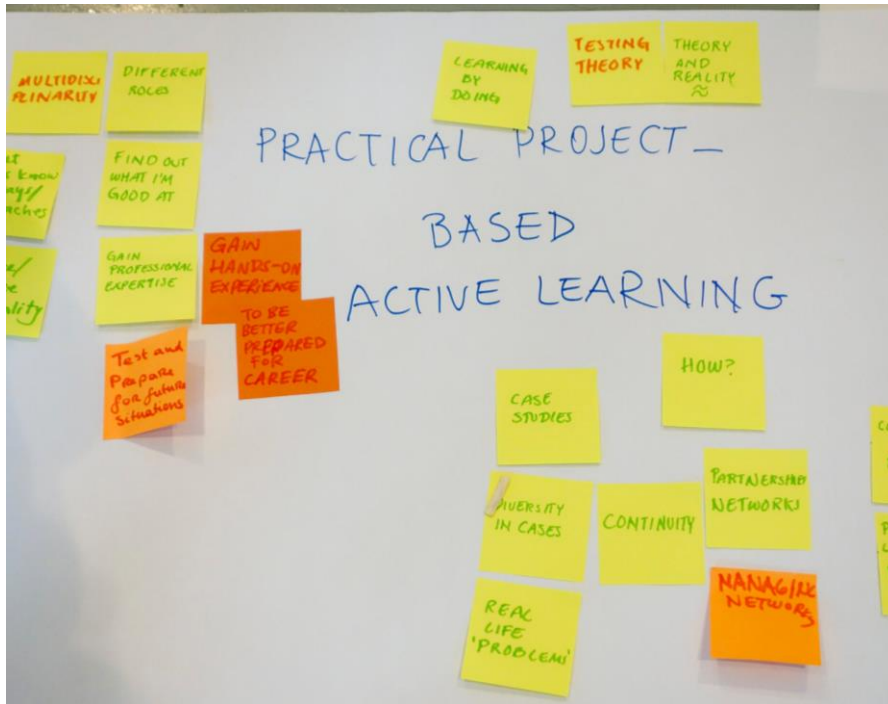 MULTIDISCI
PLINARITY
DIFFERENT
ROLES
LEARNING
BY
DOING
TESTING
THEORY
THEORY
AND
REALITY
≈
PRACTICAL PROJECT-
BASED
ACTIVE LEARNING
KNOW
FIND OUT
WHAT I'M
GOOD AT
GAIN
PROFESSIONAL
EXPERTISE
GAIN
HANDS-ON
EXPERIENCE
TO BE
BETTER
PREPARED
FOR
CAREER
Test and
Prepare
for future
situations
HOW?
CASE
STUDIES
DIVERSITY
IN CASES
CONTINUITY
PARTNERSHIP
NETWORKS
MANAGING
NETWORKS
REAL
LIFE
'PROBLEMS'